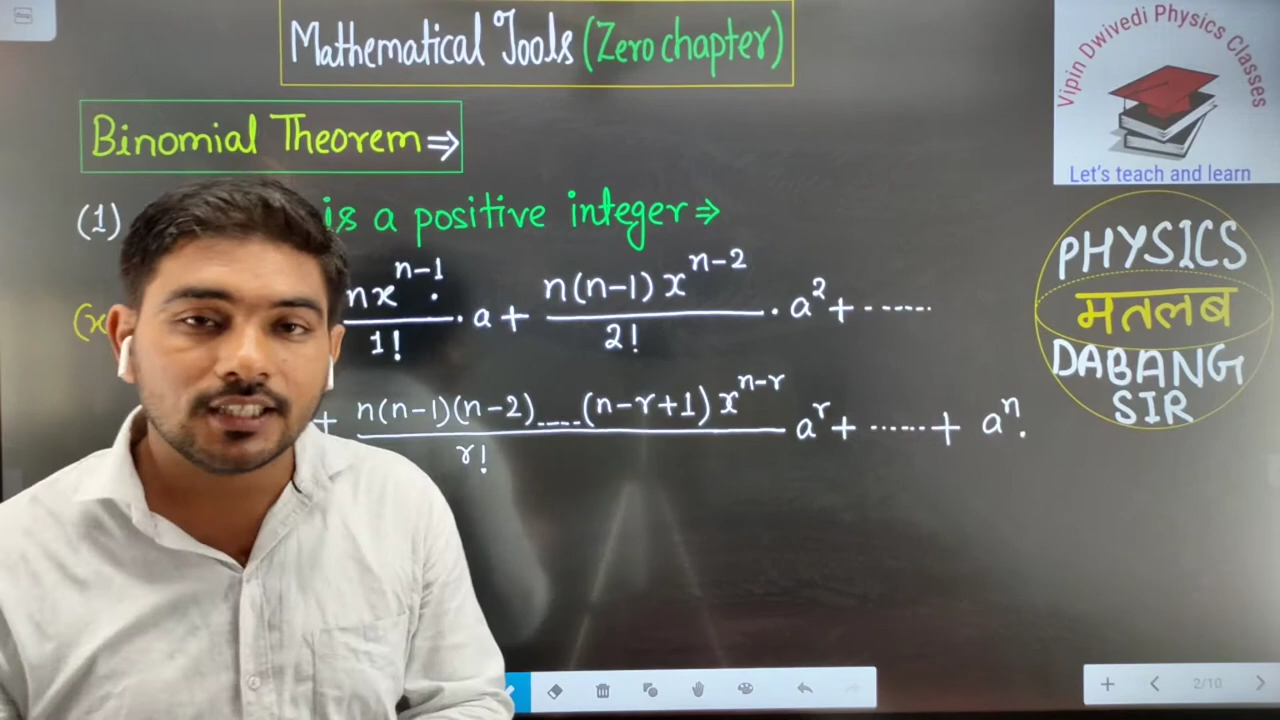 Mathematical Tools (Zero chapter)
Vipin Dwivedi Physics Classes
Let's teach and learn
Binomial Theorem ⇒
(1) is a positive integer ⇒
(x nx^{n-1}/1! · a + n(n-1)x^{n-2}/2! · a² + ......
+ n(n-1)(n-2)....(n-r+1)x^{n-r}/r! a^r + ...... + a^n.
PHYSICS
मतलब
DABANG
SIR
2/10